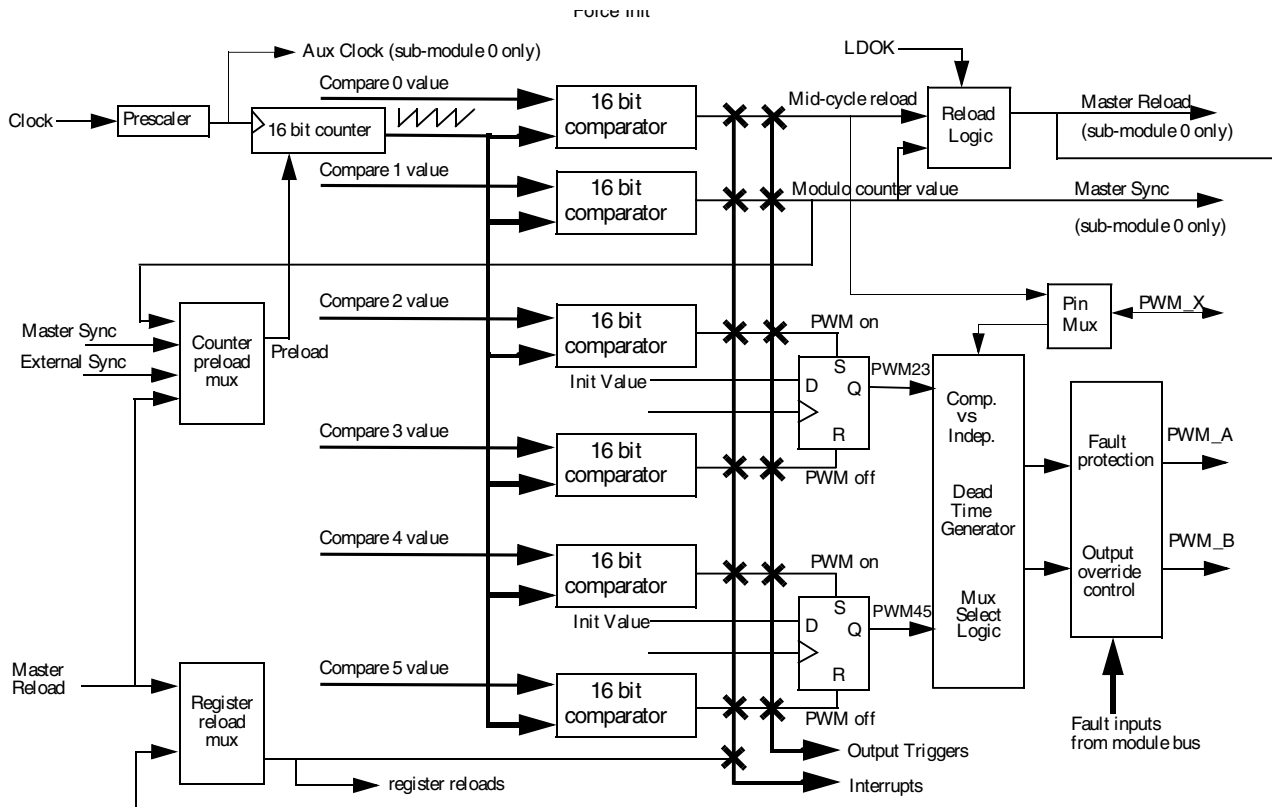 Force Init
Aux Clock (sub-module 0 only)
LDOK
Compare 0 value
Clock
Prescaler
16 bit counter
16 bit
comparator
Mid-cycle reload
Reload
Logic
Master Reload
(sub-module 0 only)
Compare 1 value
16 bit
comparator
Modulo counter value
Master Sync
(sub-module 0 only)
Compare 2 value
16 bit
comparator
PWM on
Pin
Mux
PWM_X
Master Sync
External Sync
Counter
preload
mux
Preload
Init Value
D
S
Q
R
PWM23
Comp.
vs
Indep.
Dead
Time
Generator
Mux
Select
Logic
Compare 3 value
16 bit
comparator
PWM off
Fault
protection
Output
override
control
PWM_A
PWM_B
Compare 4 value
16 bit
comparator
PWM on
Init Value
D
S
Q
R
PWM45
Master
Reload
Register
reload
mux
Compare 5 value
16 bit
comparator
PWM off
Fault inputs
from module bus
Output Triggers
register reloads
Interrupts